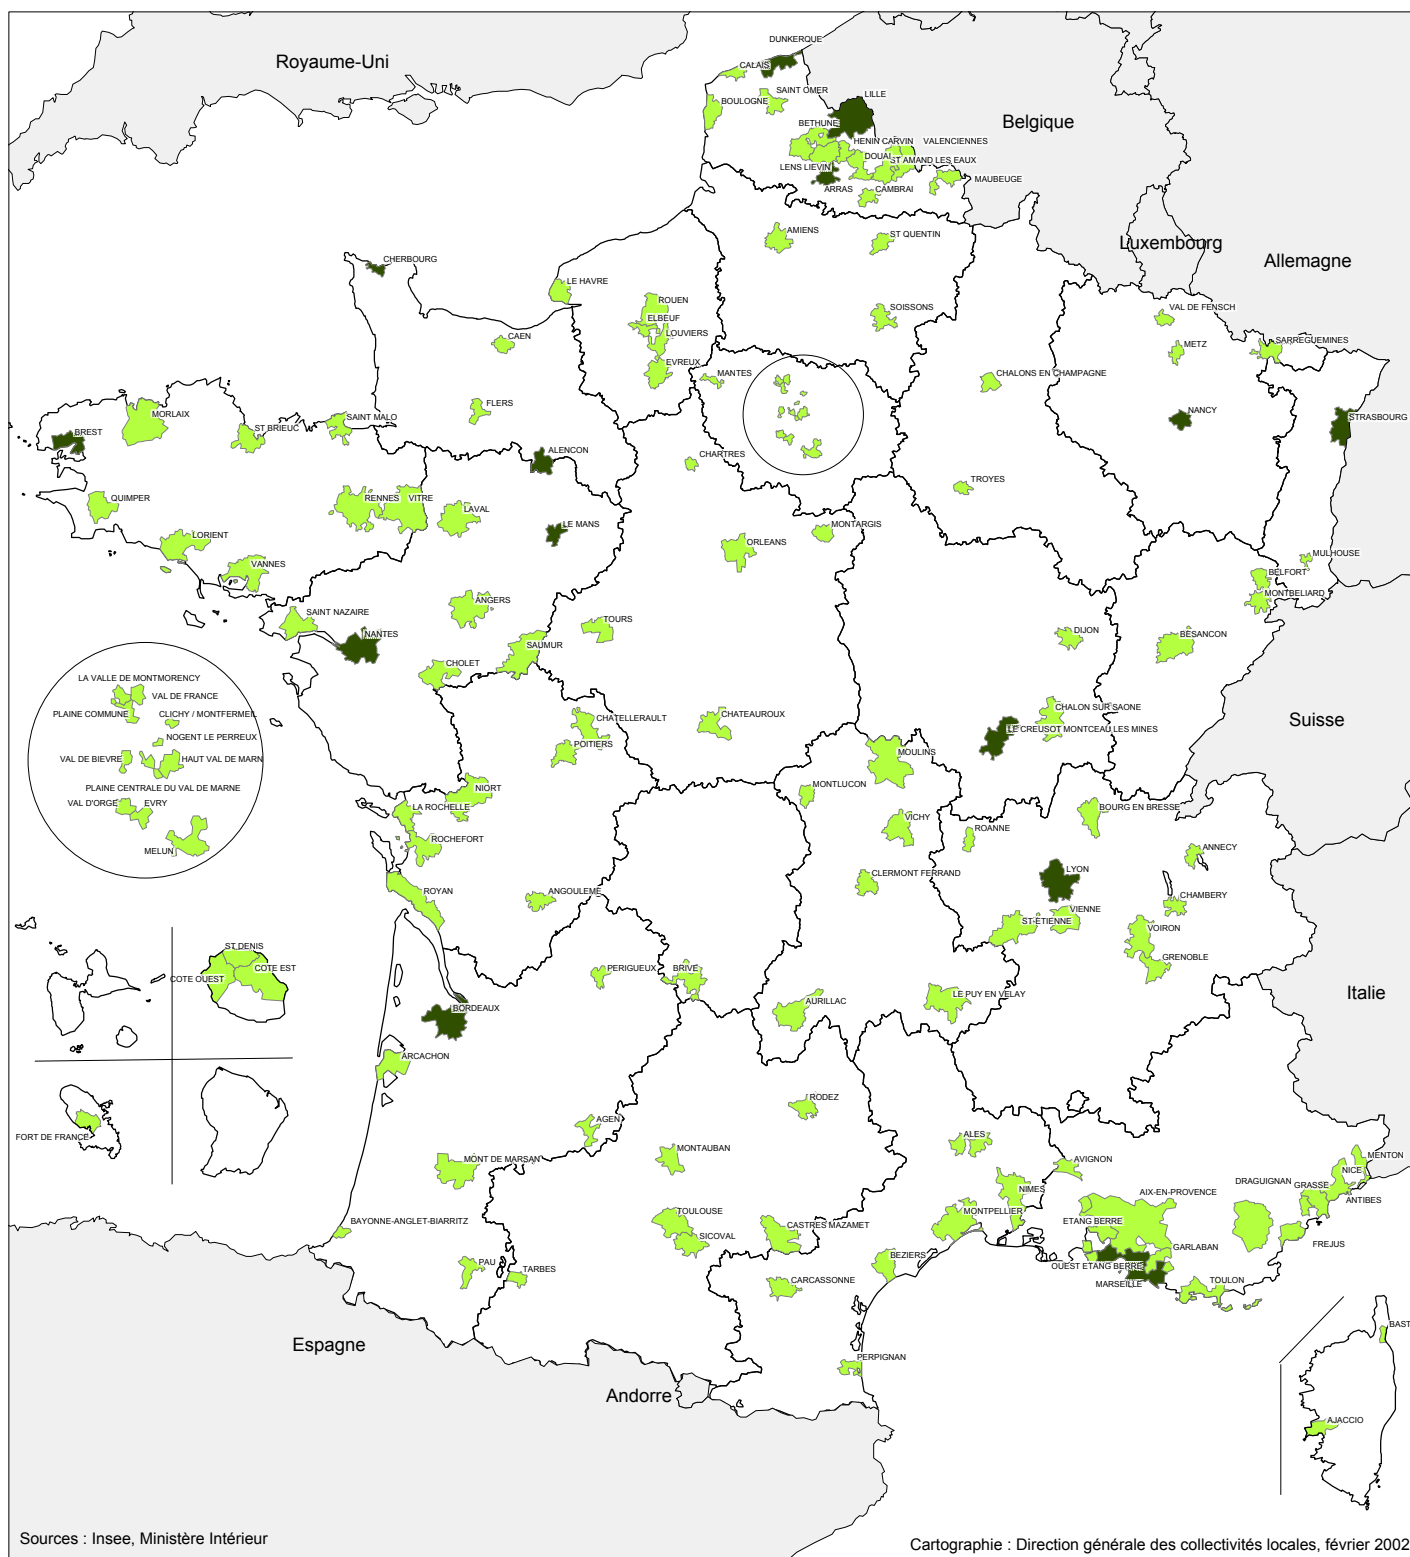 DUNKERQUE
Royaume-Uni
CALAIS
SAINT OMER
LILLE
BOULOGNE
Belgique
BETHUNE
HENIN CARVIN
VALENCIENNES
DOUAI
ST AMAND LES EAUX
LENS LIEVIN
MAUBEUGE
ARRAS
CAMBRAI
AMIENS
ST QUENTIN
Luxembourg
CHERBOURG
Allemagne
LE HAVRE
ROUEN
SOISSONS
VAL DE FENSCH
ELBEUF
LOUVIERS
CAEN
METZ
SARREGUEMINES
EVREUX
MANTES
CHALONS EN CHAMPAGNE
FLERS
MORLAIX
SAINT MALO
NANCY
STRASBOURG
BREST
ST BRIEUC
ALENCON
CHARTRES
TROYES
QUIMPER
RENNES
VITRE
LAVAL
LE MANS
MONTARGIS
LORIENT
ORLEANS
MULHOUSE
VANNES
BELFORT
MONTBELIARD
ANGERS
SAINT NAZAIRE
TOURS
DIJON
BESANCON
NANTES
SAUMUR
CHOLET
LA VALLE DE MONTMORENCY
VAL DE FRANCE
PLAINE COMMUNE
CLICHY / MONTFERMEIL
NOGENT LE PERREUX
VAL DE BIEVRE
HAUT VAL DE MARN
PLAINE CENTRALE DU VAL DE MARNE
VAL D'ORGE
EVRY
MELUN
CHATELLERAULT
CHATEAUROUX
CHALON SUR SAONE
Suisse
LE CREUSOT MONTCEAU LES MINES
POITIERS
MOULINS
MONTLUCON
NIORT
LA ROCHELLE
BOURG EN BRESSE
VICHY
ROANNE
ROCHEFORT
ANNECY
LYON
CLERMONT FERRAND
ROYAN
ANGOULEME
CHAMBERY
VIENNE
ST-ETIENNE
VOIRON
ST DENIS
GRENOBLE
COTE OUEST
COTE EST
PERIGUEUX
BRIVE
Italie
LE PUY EN VELAY
AURILLAC
BORDEAUX
ARCACHON
RODEZ
AGEN
FORT DE FRANCE
ALES
MONTAUBAN
MENTON
MONT DE MARSAN
AVIGNON
NICE
DRAGUIGNAN
GRASSE
NIMES
AIX-EN-PROVENCE
ANTIBES
TOULOUSE
MONTPELLIER
BAYONNE-ANGLET-BIARRITZ
ETANG BERRE
CASTRES MAZAMET
SICOVAL
FREJUS
GARLABAN
BEZIERS
PAU
OUEST ETANG BERRE
TARBES
CARCASSONNE
MARSEILLE
TOULON
BAST
Espagne
PERPIGNAN
Andorre
AJACCIO
Sources : Insee, Ministère Intérieur
Cartographie : Direction générale des collectivités locales, février 2002